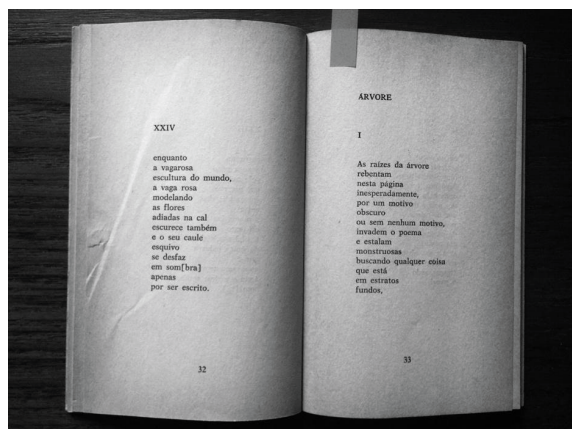 XXIV
enquanto
a vagarosa
escultura do mundo,
a vaga rosa
modelando
as flores
adiadas na cal
escurece também
e o seu caule
esquivo
se desfaz
em som[bra]
apenas
por ser escrito.
32
ARVORE
I
As raízes da árvore
rebentam
nesta página
inesperadamente,
por um motivo
obscuro
ou sem nenhum motivo,
invadem o poema
e estalam
monstruosas
buscando qualquer coisa
que está
em estratos
fundos,
33